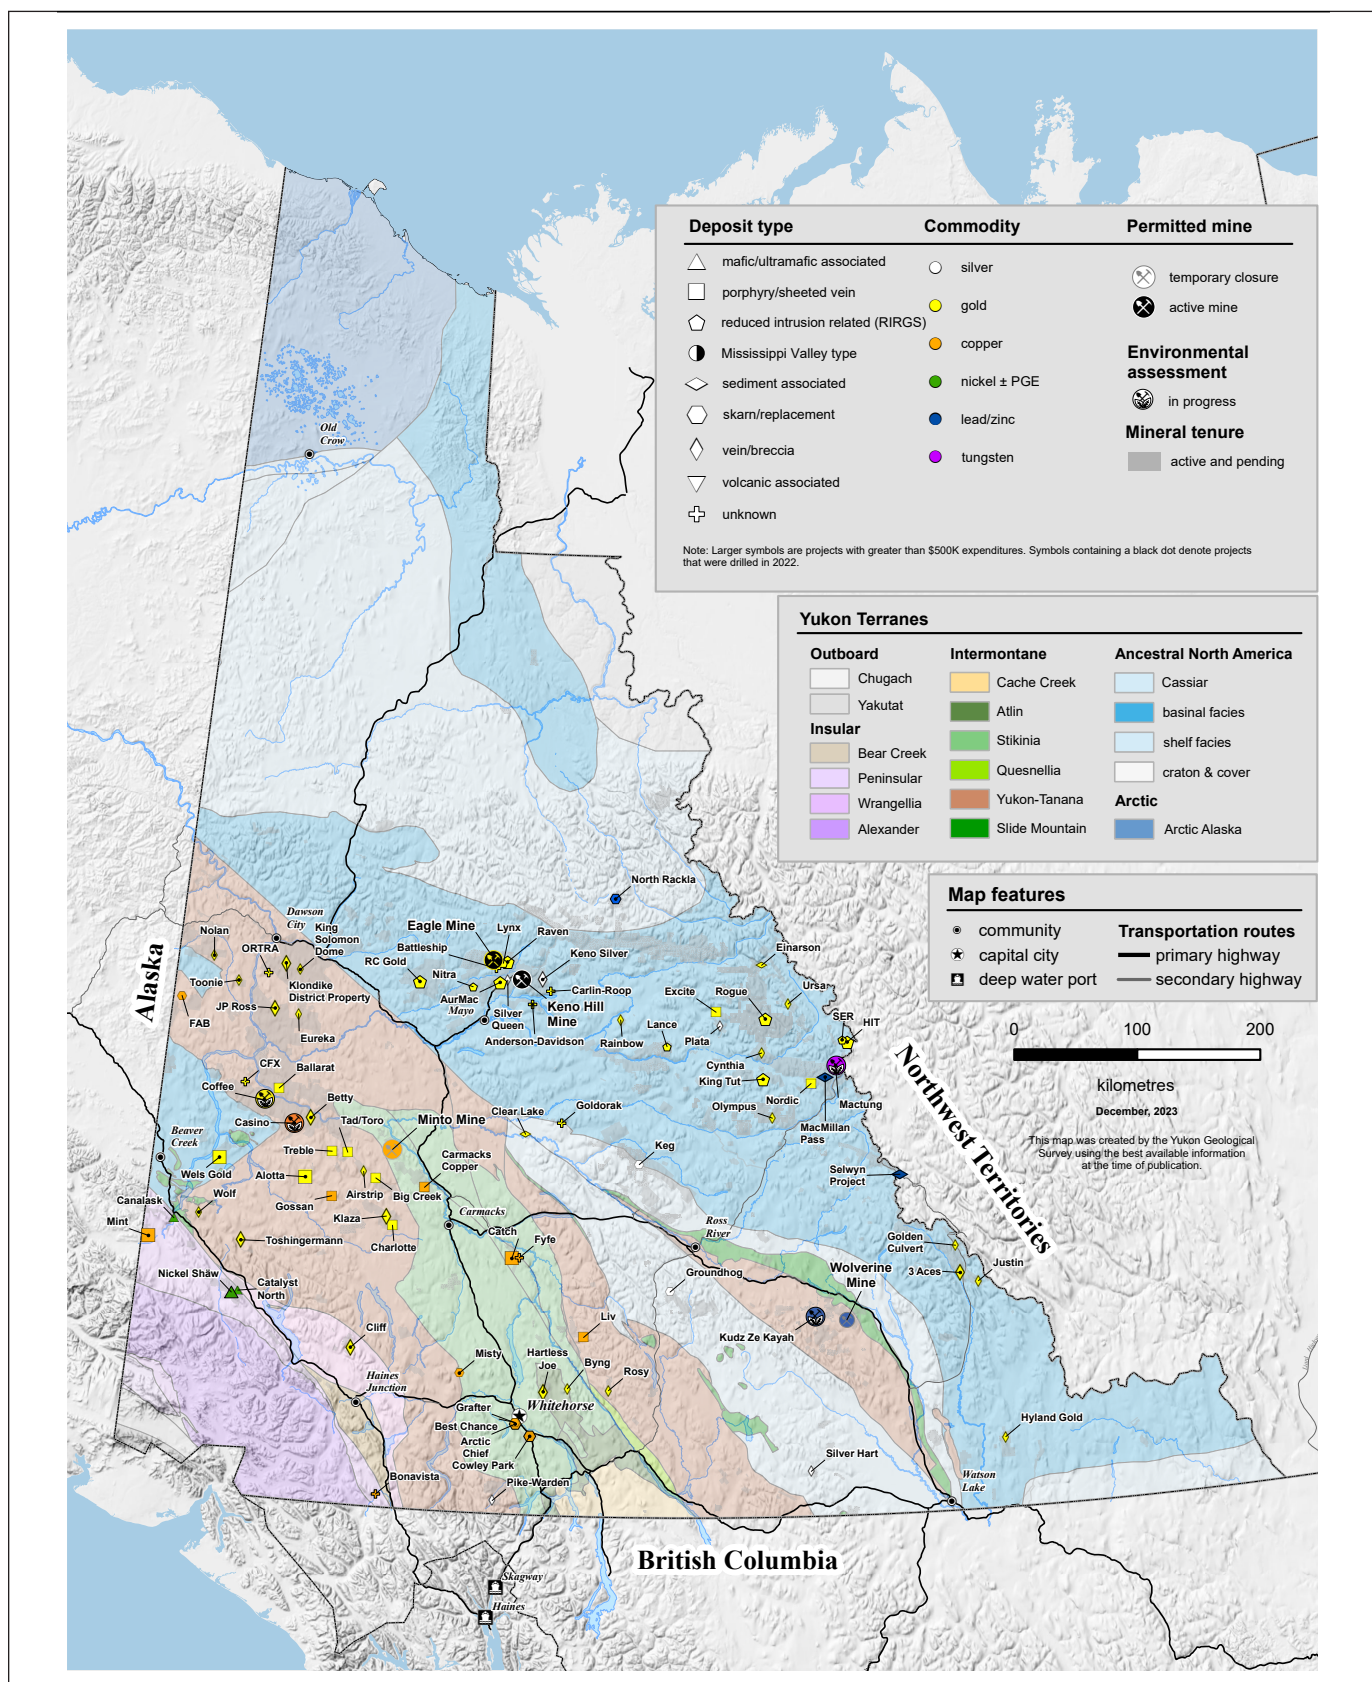 Deposit type
mafic/ultramafic associated
porphyry/sheeted vein
reduced intrusion related (RIRGS)
Mississippi Valley type
sediment associated
skarn/replacement
vein/breccia
volcanic associated
unknown
Commodity
silver
gold
copper
nickel ± PGE
lead/zinc
tungsten
Permitted mine
temporary closure
active mine
Environmental
assessment
in progress
Mineral tenure
active and pending
Note: Larger symbols are projects with greater than $500K expenditures. Symbols containing a black dot denote projects
that were drilled in 2022.
Yukon Terranes
Outboard
Chugach
Yakutat
Insular
Bear Creek
Peninsular
Wrangellia
Alexander
Intermontane
Cache Creek
Atlin
Stikinia
Quesnellia
Yukon-Tanana
Slide Mountain
Ancestral North America
Cassiar
basinal facies
shelf facies
craton & cover
Arctic
Arctic Alaska
Map features
community
capital city
deep water port
Transportation routes
primary highway
secondary highway
0 100 200
kilometres
December, 2023
This map was created by the Yukon Geological
Survey using the best available information
at the time of publication.
Old
Crow
North Rackla
Dawson
City
King
Solomon
Dome
Nolan
ORTRA
Toonie
Klondike
District Property
JP Ross
FAB
Eureka
Eagle Mine
Lynx
Battleship
Raven
RC Gold
Nitra
Keno Silver
AurMac
Mayo
Carlin-Roop
Silver
Queen
Keno Hill
Mine
Anderson-Davidson
Einarson
Ursa
Excite
Rogue
Rainbow
Lance
Plata
SER
HIT
Cynthia
King Tut
Nordic
Mactung
Olympus
MacMillan
Pass
Alaska
Northwest Territories
CFX
Ballarat
Coffee
Betty
Casino
Tad/Toro
Minto Mine
Clear Lake
Goldorak
Beaver
Creek
Treble
Carmacks
Copper
Keg
Wels Gold
Alotta
Airstrip
Big Creek
Selwyn
Project
Canalask
Wolf
Gossan
Klaza
Carmacks
Mint
Toshingermann
Charlotte
Catch
Fyfe
Ross
River
Golden
Culvert
3 Aces
Justin
Nickel Shaw
Catalyst
North
Groundhog
Wolverine
Mine
Kudz Ze Kayah
Cliff
Liv
Misty
Hartless
Joe
Byng
Rosy
Haines
Junction
Grafter
Whitehorse
Best Chance
Arctic
Chief
Cowley Park
Hyland Gold
Silver Hart
Bonavista
Pike-Warden
Watson
Lake
British Columbia
Skagway
Haines